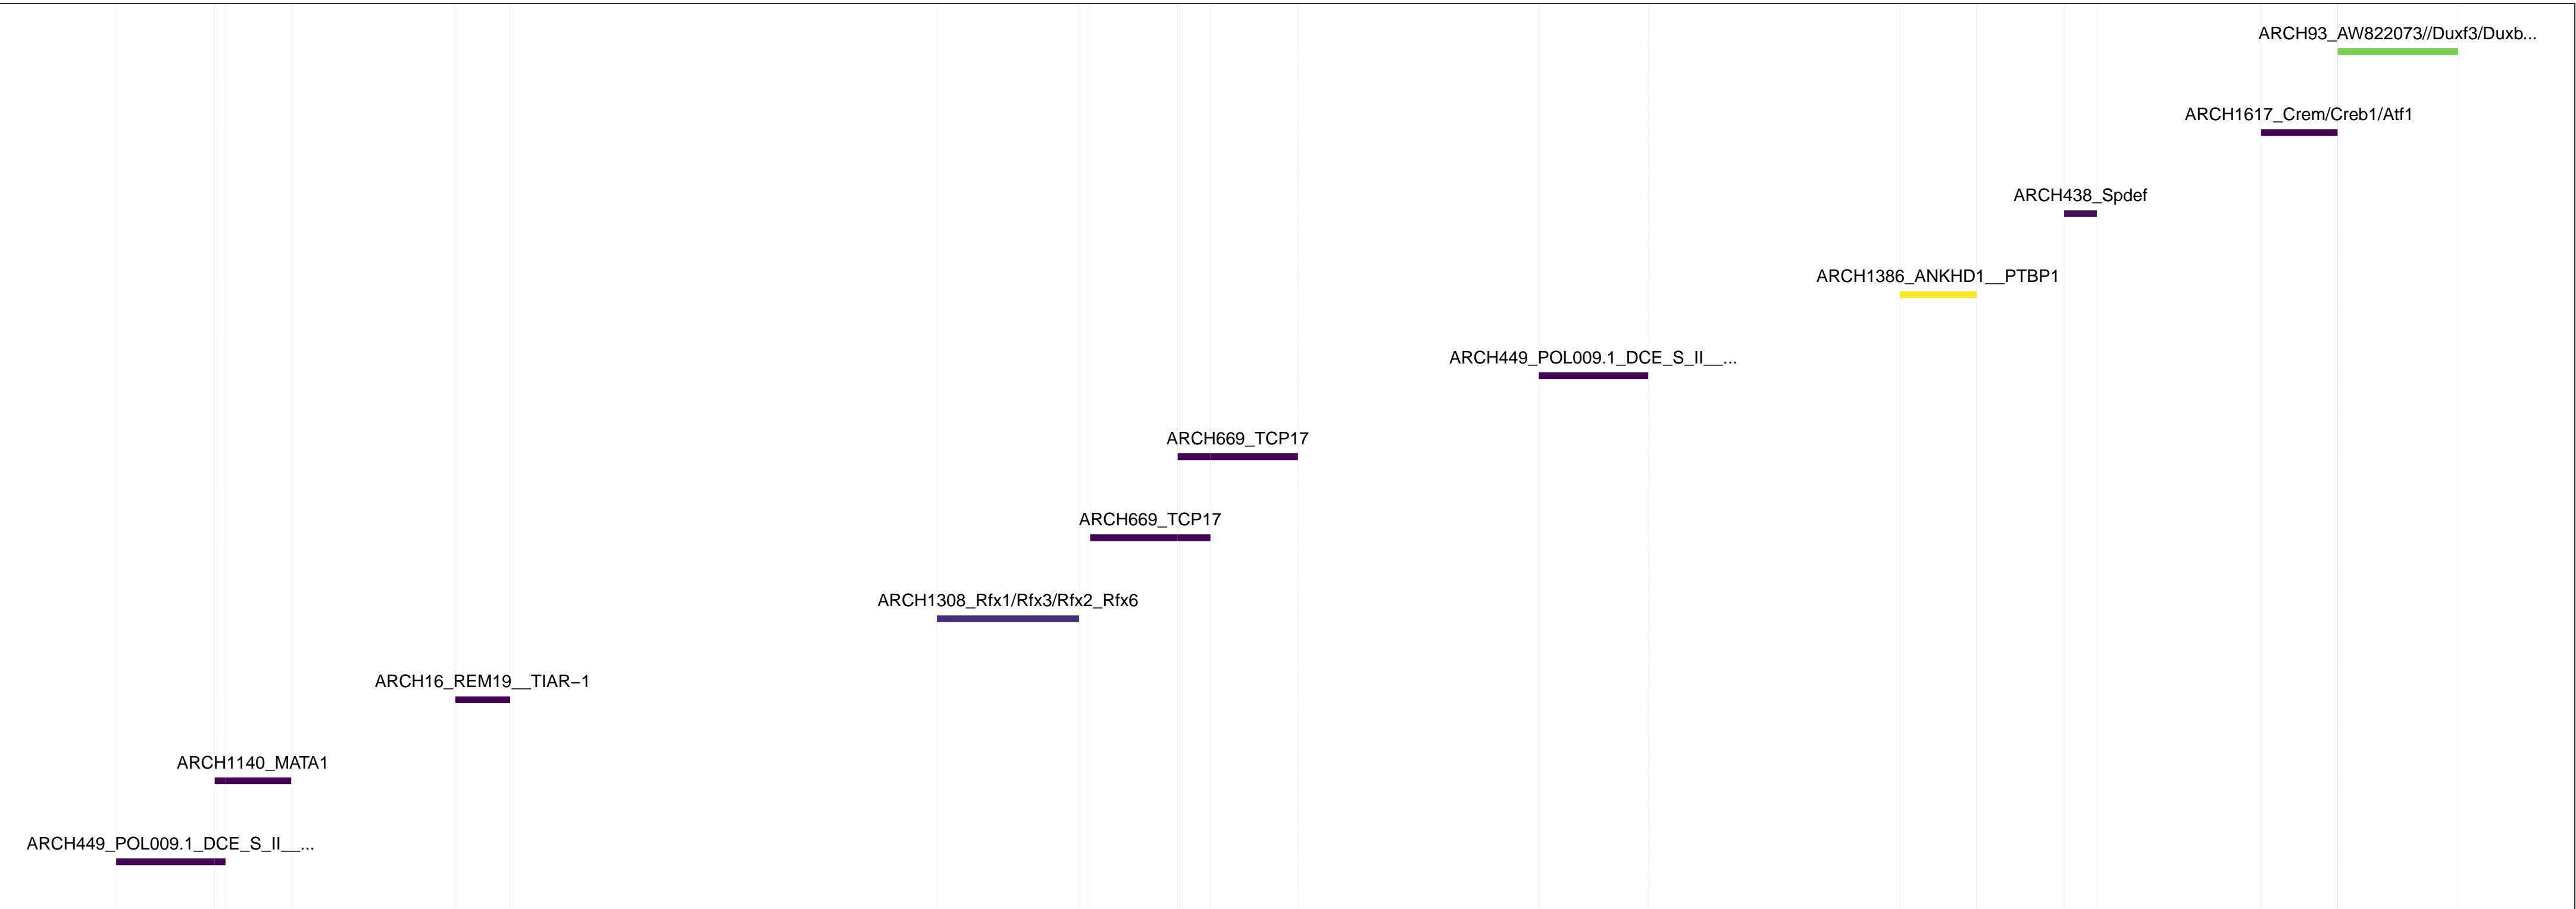 ARCH93_AW822073//Duxf3/Duxb...
ARCH1617_Crem/Creb1/Atf1
ARCH438_Spdef
ARCH1386_ANKHD1__PTBP1
ARCH449_POL009.1_DCE_S_II__...
ARCH669_TCP17
ARCH669_TCP17
ARCH1308_Rfx1/Rfx3/Rfx2_Rfx6
ARCH16_REM19__TIAR−1
ARCH1140_MATA1
ARCH449_POL009.1_DCE_S_II__...